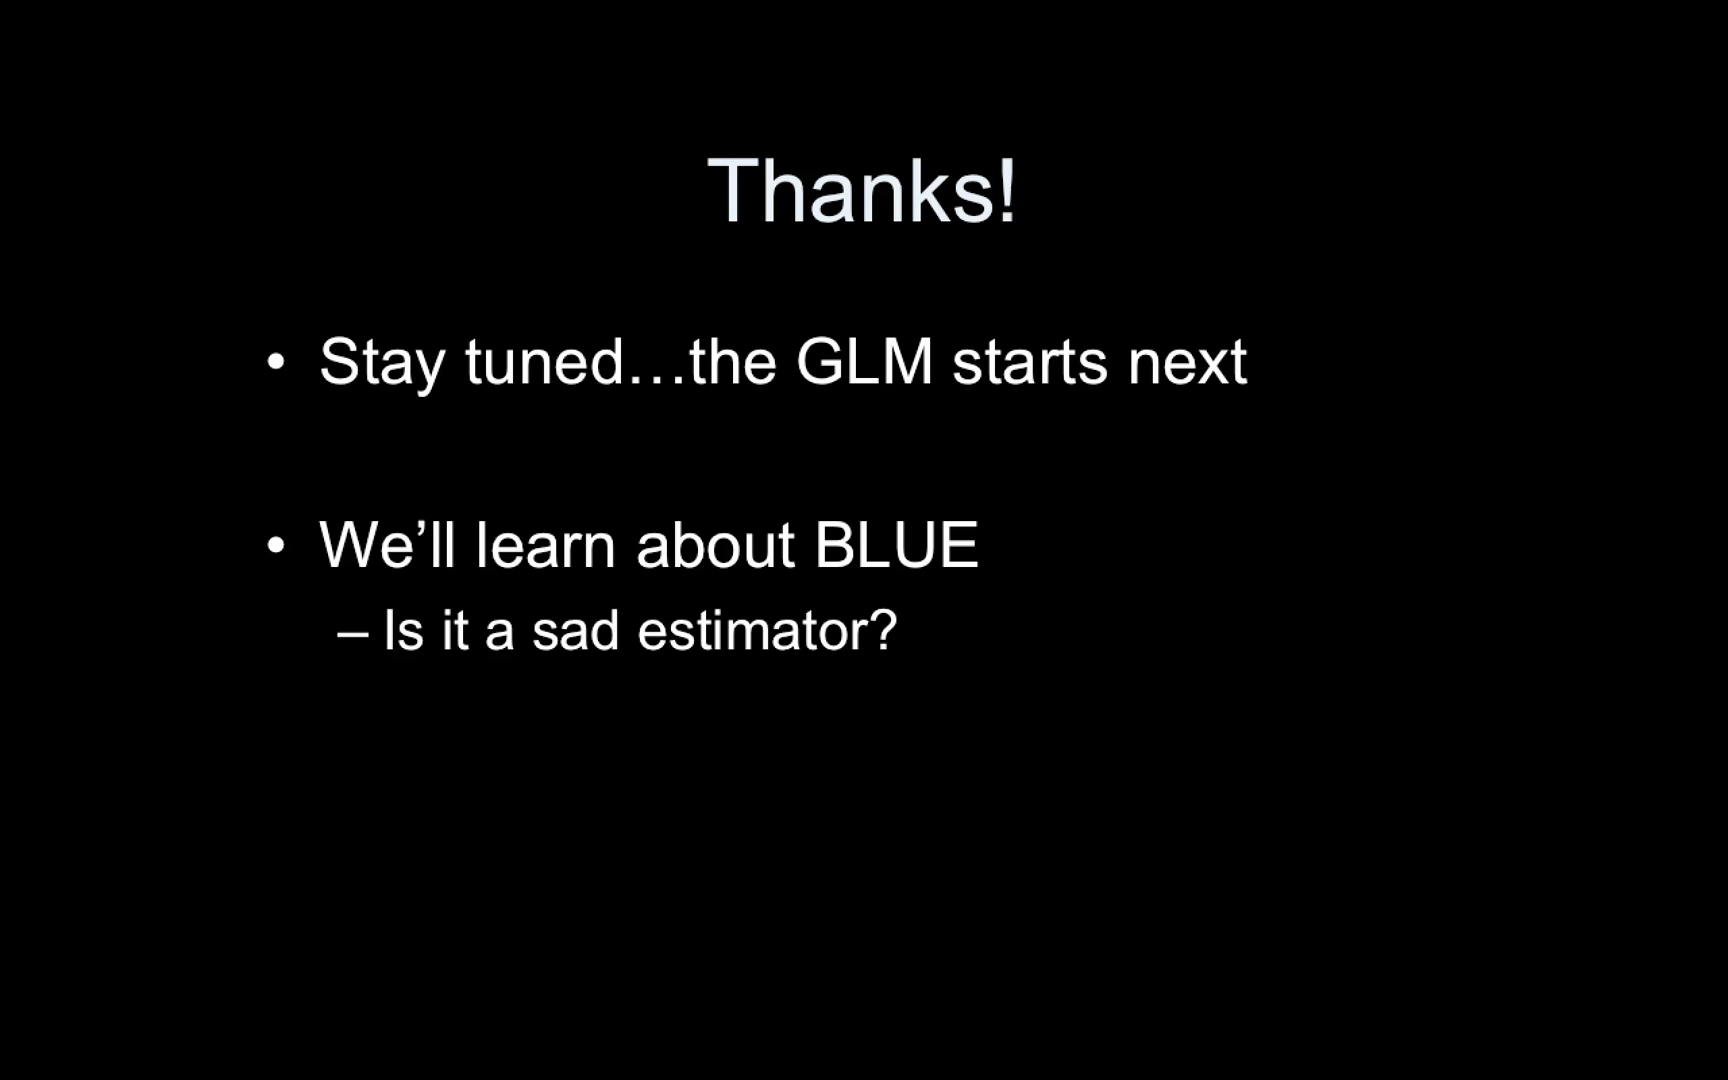 Thanks!
• Stay tuned…the GLM starts next
• We’ll learn about BLUE
– Is it a sad estimator?